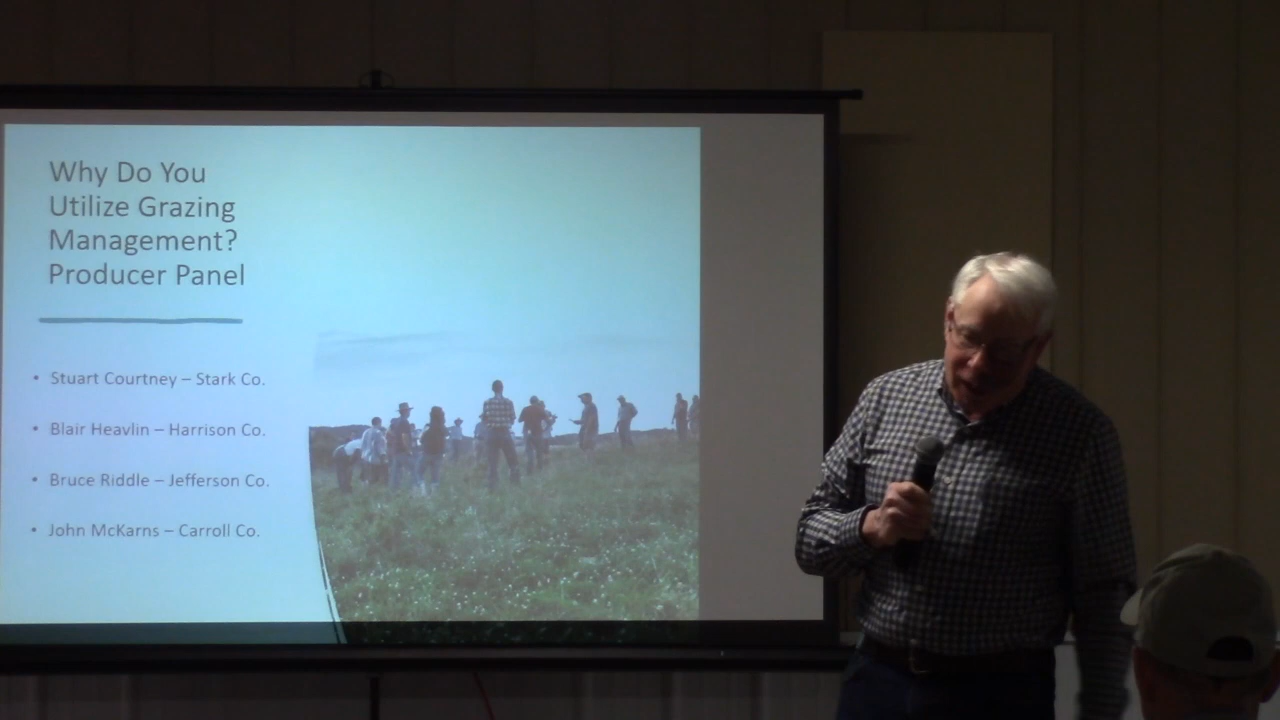 Why Do You
Utilize Grazing
Management?
Producer Panel
• Stuart Courtney – Stark Co.
• Blair Heavlin – Harrison Co.
• Bruce Riddle – Jefferson Co.
• John McKarns – Carroll Co.